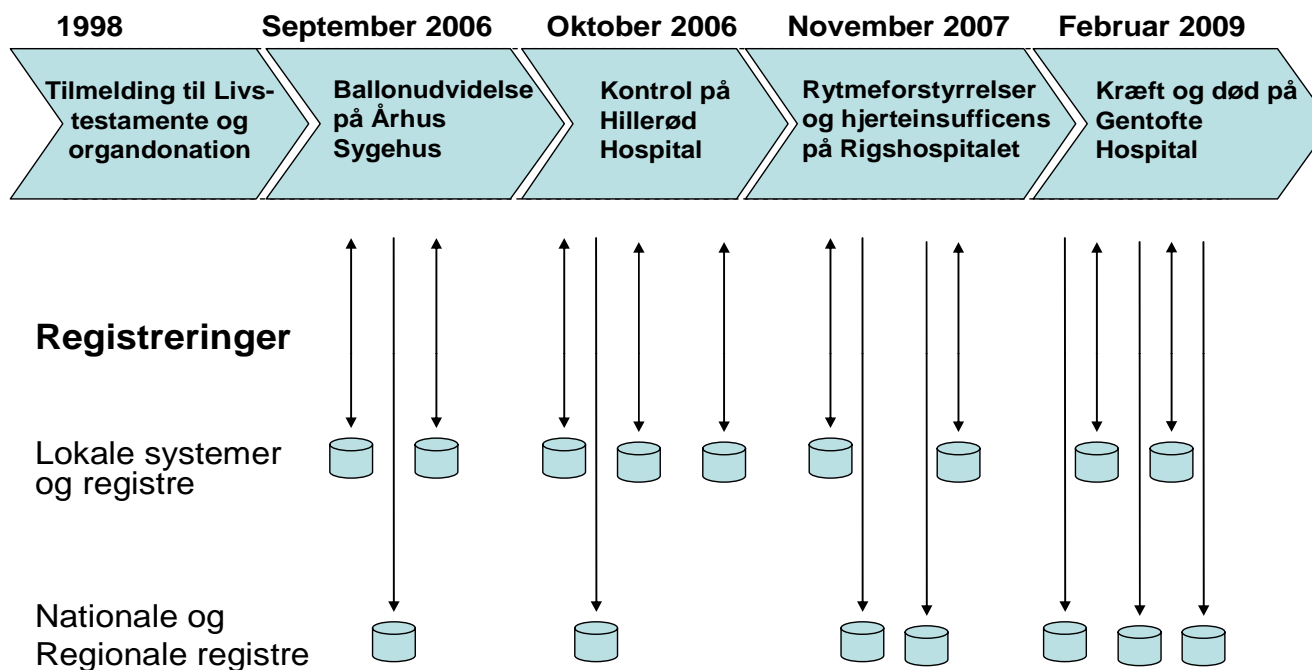 1998
September 2006
Oktober 2006
November 2007
Februar 2009
Tilmelding til Livs-
testamente og
organdonation
Ballonudvidelse
på Århus
Sygehus
Kontrol på
Hillerød
Hospital
Rytmeforstyrrelser
og hjerteinsufficens
på Rigshospitalet
Kræft og død på
Gentofte
Hospital
Registreringer
Lokale systemer
og registre
Nationale og
Regionale registre